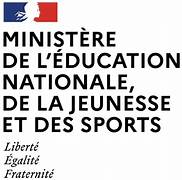 MINISTÈRE
DE L'ÉDUCATION
NATIONALE,
DE LA JEUNESSE
ET DES SPORTS
Liberté
Égalité
Fraternité